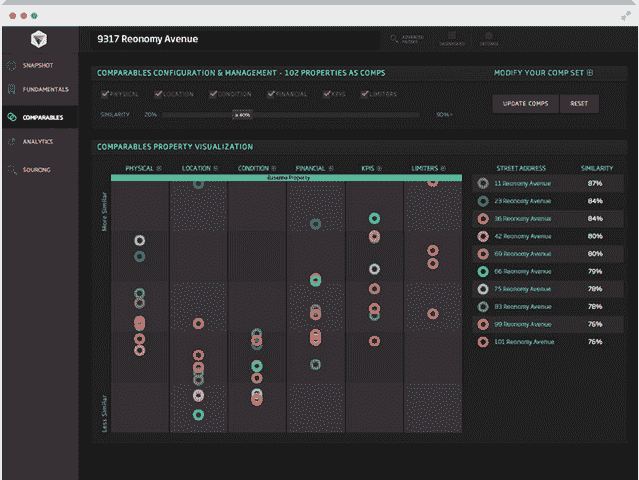 9317 Reonomy Avenue
ADVANCED
DASHBOARD
SNAPSHOT
FUNDAMENTALS
COMPARABLES
ANALYTICS
SOURCING
COMPARABLES CONFIGURATION & MANAGEMENT - 102 PROPERTIES AS COMPS
MODIFY YOUR COMP SET
PHYSICAL LOCATION CONDITION FINANCIAL KPIS LIMITERS
SIMILARITY 20% 40% 90%+
UPDATE COMPS RESET
COMPARABLES PROPERTY VISUALIZATION
PHYSICAL LOCATION CONDITION FINANCIAL KPIS LIMITERS
Baseline Property
More Similar
Less Similar
STREET ADDRESS SIMILARITY
11 Reonomy Avenue 87%
23 Reonomy Avenue 84%
36 Reonomy Avenue 84%
42 Reonomy Avenue 80%
69 Reonomy Avenue 80%
66 Reonomy Avenue 79%
75 Reonomy Avenue 78%
83 Reonomy Avenue 78%
99 Reonomy Avenue 76%
101 Reonomy Avenue 76%